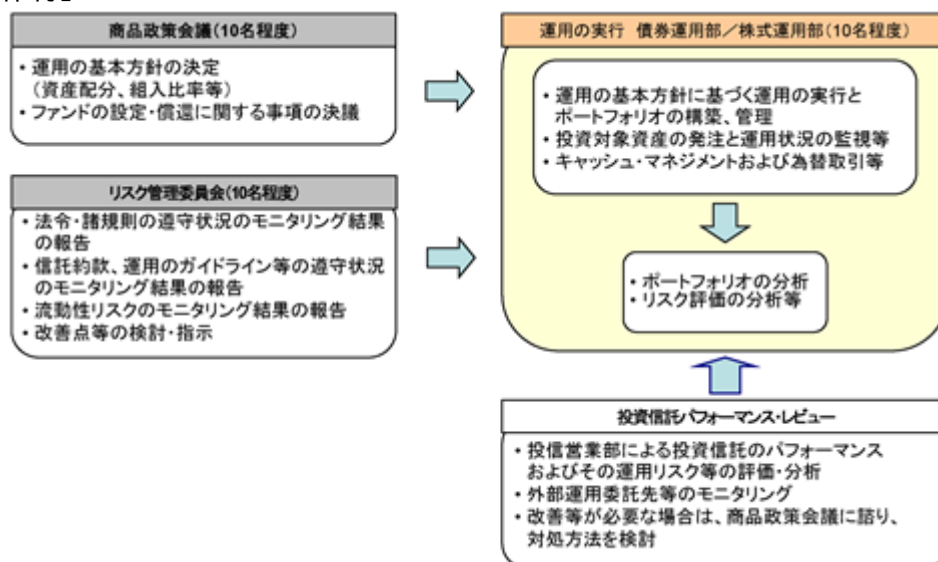 商品政策会議(10名程度)
・運用の基本方針の決定
(資産配分、組入比率等)
・ファンドの設定・償還に関する事項の決議
リスク管理委員会(10名程度)
・法令・諸規則の遵守状況のモニタリング結果
の報告
・信託約款、運用のガイドライン等の遵守状況
のモニタリング結果の報告
・流動性リスクのモニタリング結果の報告
・改善点等の検討・指示
運用の実行 債券運用部/株式運用部(10名程度)
・運用の基本方針に基づく運用の実行と
ポートフォリオの構築、管理
・投資対象資産の発注と運用状況の監視等
・キャッシュ・マネジメントおよび為替取引等
・ポートフォリオの分析
・リスク評価の分析等
投資信託パフォーマンス・レビュー
・投信営業部による投資信託のパフォーマンス
およびその運用リスク等の評価・分析
・外部運用委託先等のモニタリング
・改善等が必要な場合は、商品政策会議に諮り、
対処方法を検討